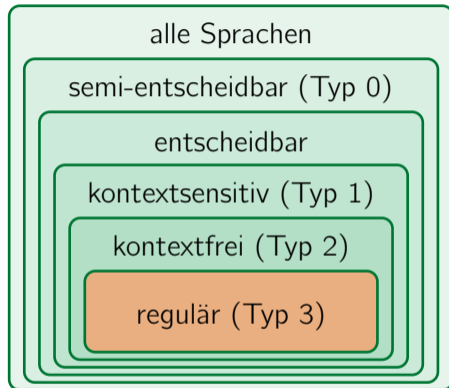 alle Sprachen
semi-entscheidbar (Typ 0)
entscheidbar
kontextsensitiv (Typ 1)
kontextfrei (Typ 2)
regulär (Typ 3)